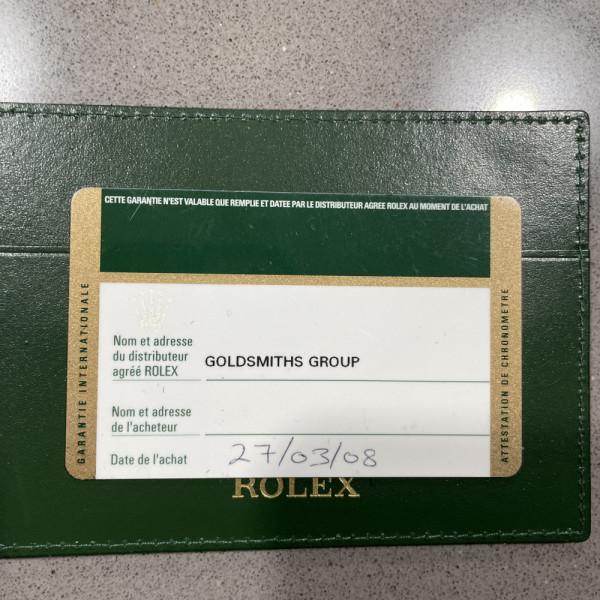 CETTE GARANTIE N'EST VALABLE QUE REMPLIE ET DATEE PAR LE DISTRIBUTEUR AGREE ROLEX AU MOMENT DE L'ACHAT
GARANTIE INTERNATIONALE
Nom et adresse
du distributeur
agréé ROLEX
GOLDSMITHS GROUP
Nom et adresse
de l'acheteur
Date de l'achat
27/03/08
ATTESTATION DE CHRONOMETRE
ROLEX